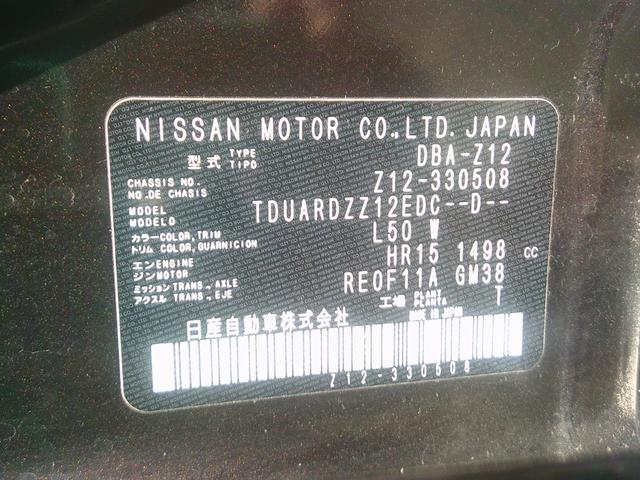 NISSAN MOTOR CO.,LTD. JAPAN
型式 TYPE TIPO DBA-Z12
CHASSIS NO. NO.DE CHASIS Z12-330508
MODEL MODELO TDUARDZZ12EDC--D--
カラー COLOR,TRIM トリム COLOR,GUARNICION L50 W
エンジン ENGINE MOTOR HR15 1498 CC
ミッション TRANS.,AXLE アクスル TRANS.,EJE RE0F11A GM38
工場 PLANT PLANTA T
MADE IN JAPAN
日産自動車株式会社
Z12-330508